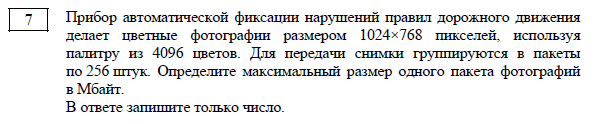 7
Прибор автоматической фиксации нарушений правил дорожного движения
делает цветные фотографии размером 1024×768 пикселей, используя
палитру из 4096 цветов. Для передачи снимки группируются в пакеты
по 256 штук. Определите максимальный размер одного пакета фотографий
в Мбайт.
В ответе запишите только число.